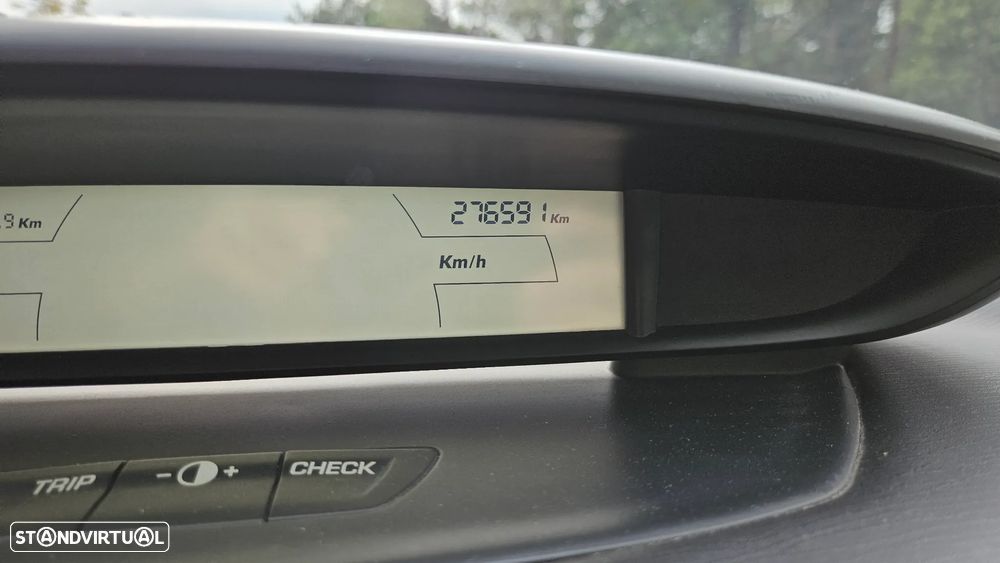 .9 Km
276591 Km
Km/h
TRIP
- +
CHECK
STANDVIRTUAL